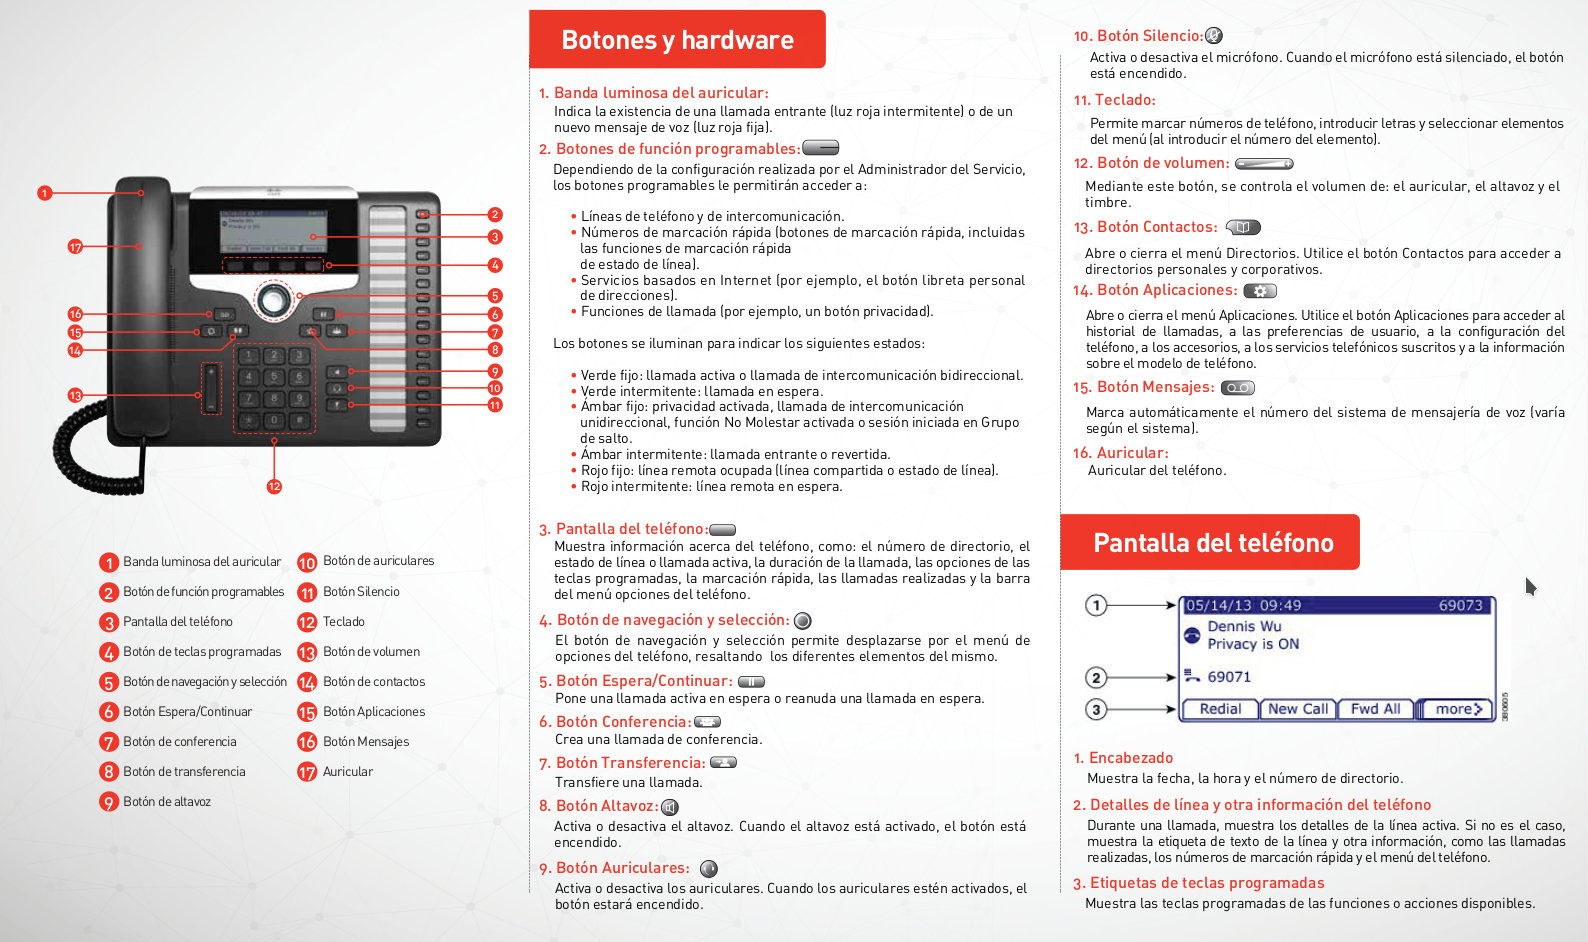 1
17
16
15
14
13
12
2
3
4
5
6
7
8
9
10
11
1 Banda luminosa del auricular
2 Botón de función programables
3 Pantalla del teléfono
4 Botón de teclas programadas
5 Botón de navegación y selección
6 Botón Espera/Continuar
7 Botón de conferencia
8 Botón de transferencia
9 Botón de altavoz
10 Botón de auriculares
11 Botón Silencio
12 Teclado
13 Botón de volumen
14 Botón de contactos
15 Botón Aplicaciones
16 Botón Mensajes
17 Auricular
Botones y hardware
1. Banda luminosa del auricular:
Indica la existencia de una llamada entrante (luz roja intermitente) o de un
nuevo mensaje de voz (luz roja fija).
2. Botones de función programables:
Dependiendo de la configuración realizada por el Administrador del Servicio,
los botones programables le permitirán acceder a:
• Líneas de teléfono y de intercomunicación.
• Números de marcación rápida (botones de marcación rápida, incluidas
las funciones de marcación rápida
de estado de línea).
• Servicios basados en Internet (por ejemplo, el botón libreta personal
de direcciones).
• Funciones de llamada (por ejemplo, un botón privacidad).
Los botones se iluminan para indicar los siguientes estados:
• Verde fijo: llamada activa o llamada de intercomunicación bidireccional.
• Verde intermitente: llamada en espera.
• Ámbar fijo: privacidad activada, llamada de intercomunicación
unidireccional, función No Molestar activada o sesión iniciada en Grupo
de salto.
• Ámbar intermitente: llamada entrante o revertida.
• Rojo fijo: línea remota ocupada (línea compartida o estado de línea).
• Rojo intermitente: línea remota en espera.
3. Pantalla del teléfono:
Muestra información acerca del teléfono, como: el número de directorio, el
estado de línea o llamada activa, la duración de la llamada, las opciones de las
teclas programadas, la marcación rápida, las llamadas realizadas y la barra
del menú opciones del teléfono.
4. Botón de navegación y selección:
El botón de navegación y selección permite desplazarse por el menú de
opciones del teléfono, resaltando los diferentes elementos del mismo.
5. Botón Espera/Continuar:
Pone una llamada activa en espera o reanuda una llamada en espera.
6. Botón Conferencia:
Crea una llamada de conferencia.
7. Botón Transferencia:
Transfiere una llamada.
8. Botón Altavoz:
Activa o desactiva el altavoz. Cuando el altavoz está activado, el botón está
encendido.
9. Botón Auriculares:
Activa o desactiva los auriculares. Cuando los auriculares estén activados, el
botón estará encendido.
10. Botón Silencio:
Activa o desactiva el micrófono. Cuando el micrófono está silenciado, el botón
está encendido.
11. Teclado:
Permite marcar números de teléfono, introducir letras y seleccionar elementos
del menú (al introducir el número del elemento).
12. Botón de volumen:
Mediante este botón, se controla el volumen de: el auricular, el altavoz y el
timbre.
13. Botón Contactos:
Abre o cierra el menú Directorios. Utilice el botón Contactos para acceder a
directorios personales y corporativos.
14. Botón Aplicaciones:
Abre o cierra el menú Aplicaciones. Utilice el botón Aplicaciones para acceder al
historial de llamadas, a las preferencias de usuario, a la configuración del
teléfono, a los accesorios, a los servicios telefónicos suscritos y a la información
sobre el modelo de teléfono.
15. Botón Mensajes:
Marca automáticamente el número del sistema de mensajería de voz (varía
según el sistema).
16. Auricular:
Auricular del teléfono.
Pantalla del teléfono
1 05/14/13 09:49 69073
Dennis Wu
Privacy is ON
2 69071
3 Redial New Call Fwd All more
380605
1. Encabezado
Muestra la fecha, la hora y el número de directorio.
2. Detalles de línea y otra información del teléfono
Durante una llamada, muestra los detalles de la línea activa. Si no es el caso,
muestra la etiqueta de texto de la línea y otra información, como las llamadas
realizadas, los números de marcación rápida y el menú del teléfono.
3. Etiquetas de teclas programadas
Muestra las teclas programadas de las funciones o acciones disponibles.